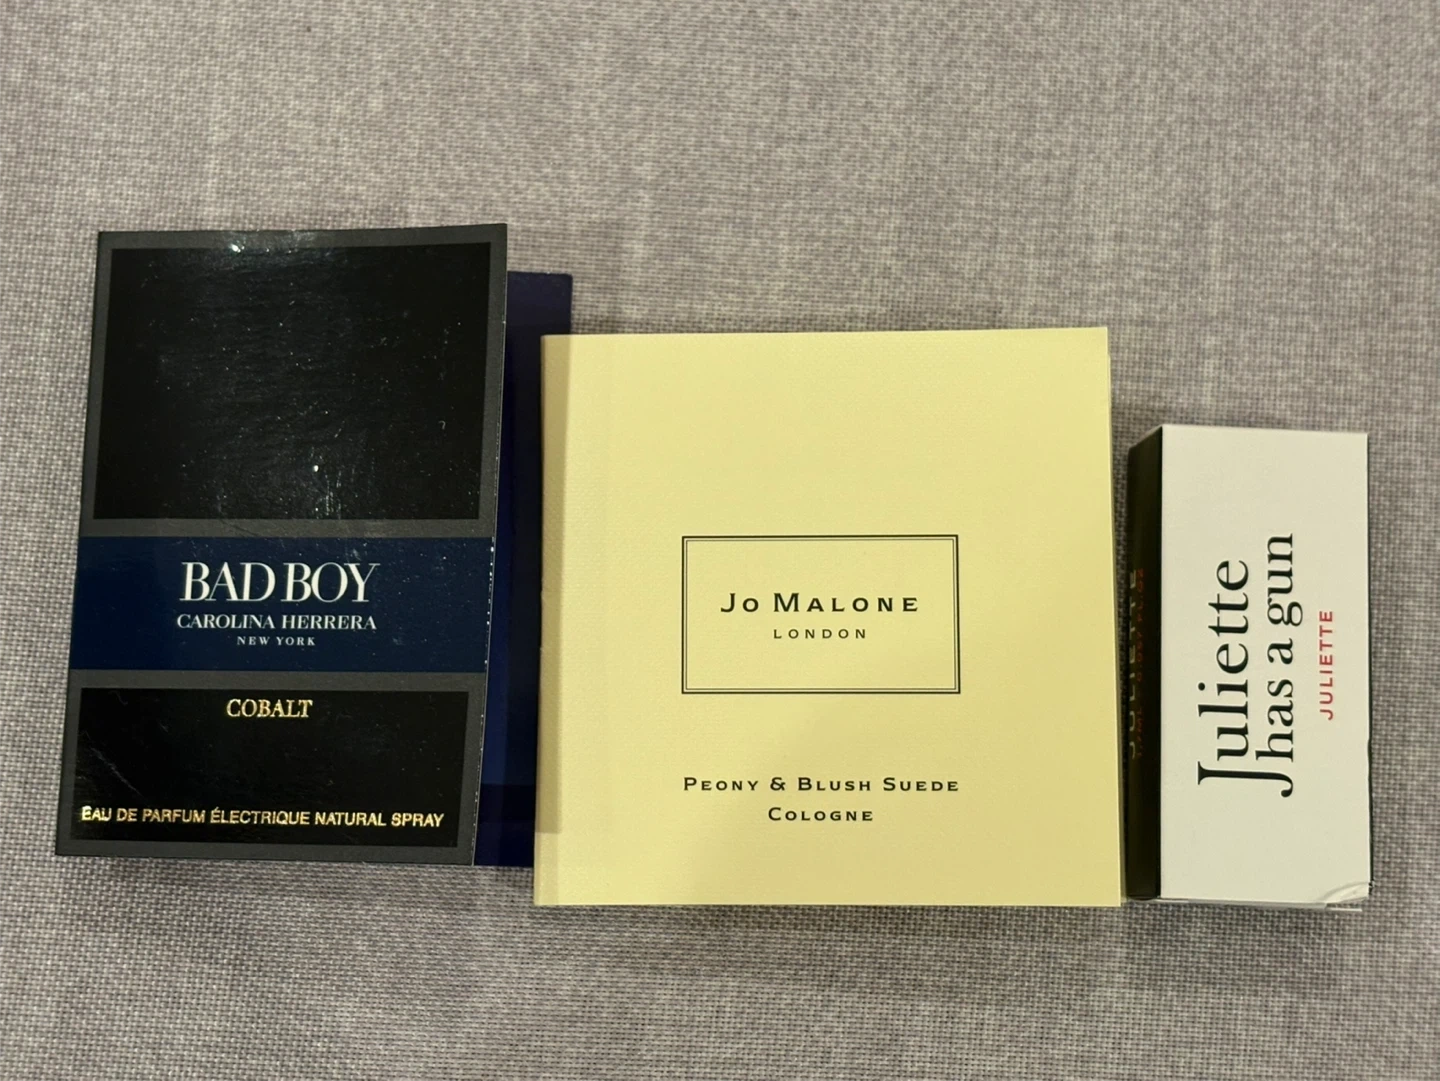 BAD BOY
CAROLINA HERRERA
NEW YORK
COBALT
EAU DE PARFUM ÉLECTRIQUE NATURAL SPRAY
JO MALONE
LONDON
PEONY & BLUSH SUEDE
COLOGNE
JULIETTE
Juliette
has a gun
JULIETTE